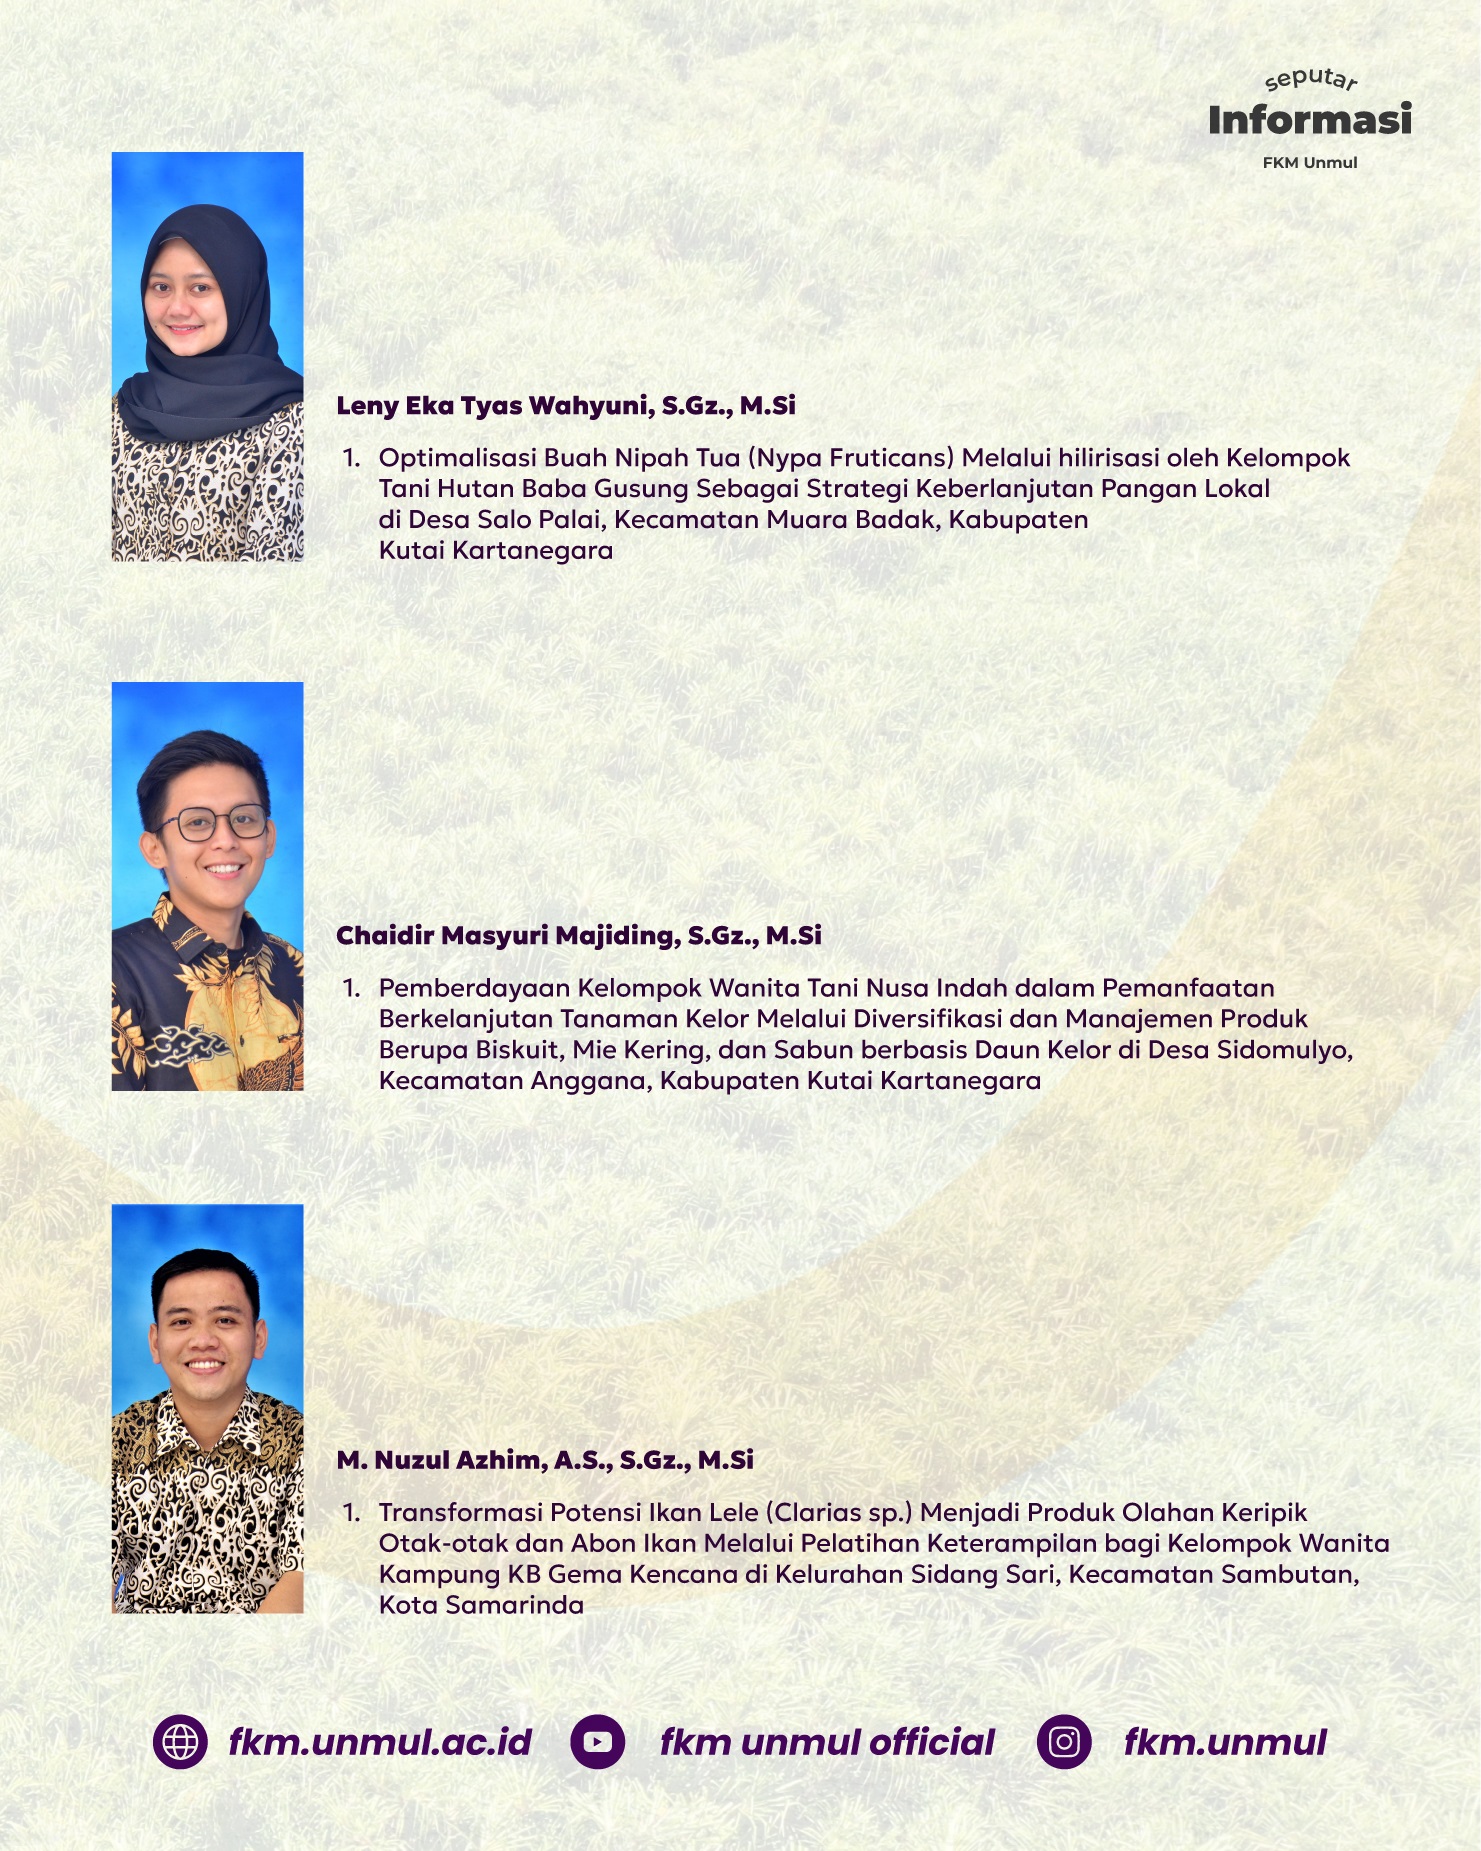 seputar
Informasi
FKM Unmul
Leny Eka Tyas Wahyuni, S.Gz., M.Si
1. Optimalisasi Buah Nipah Tua (Nypa Fruticans) Melalui hilirisasi oleh Kelompok
Tani Hutan Baba Gusung Sebagai Strategi Keberlanjutan Pangan Lokal
di Desa Salo Palai, Kecamatan Muara Badak, Kabupaten
Kutai Kartanegara
Chaidir Masyuri Majiding, S.Gz., M.Si
1. Pemberdayaan Kelompok Wanita Tani Nusa Indah dalam Pemanfaatan
Berkelanjutan Tanaman Kelor Melalui Diversifikasi dan Manajemen Produk
Berupa Biskuit, Mie Kering, dan Sabun berbasis Daun Kelor di Desa Sidomulyo,
Kecamatan Anggana, Kabupaten Kutai Kartanegara
M. Nuzul Azhim, A.S., S.Gz., M.Si
1. Transformasi Potensi Ikan Lele (Clarias sp.) Menjadi Produk Olahan Keripik
Otak-otak dan Abon Ikan Melalui Pelatihan Keterampilan bagi Kelompok Wanita
Kampung KB Gema Kencana di Kelurahan Sidang Sari, Kecamatan Sambutan,
Kota Samarinda
fkm.unmul.ac.id fkm unmul official fkm.unmul